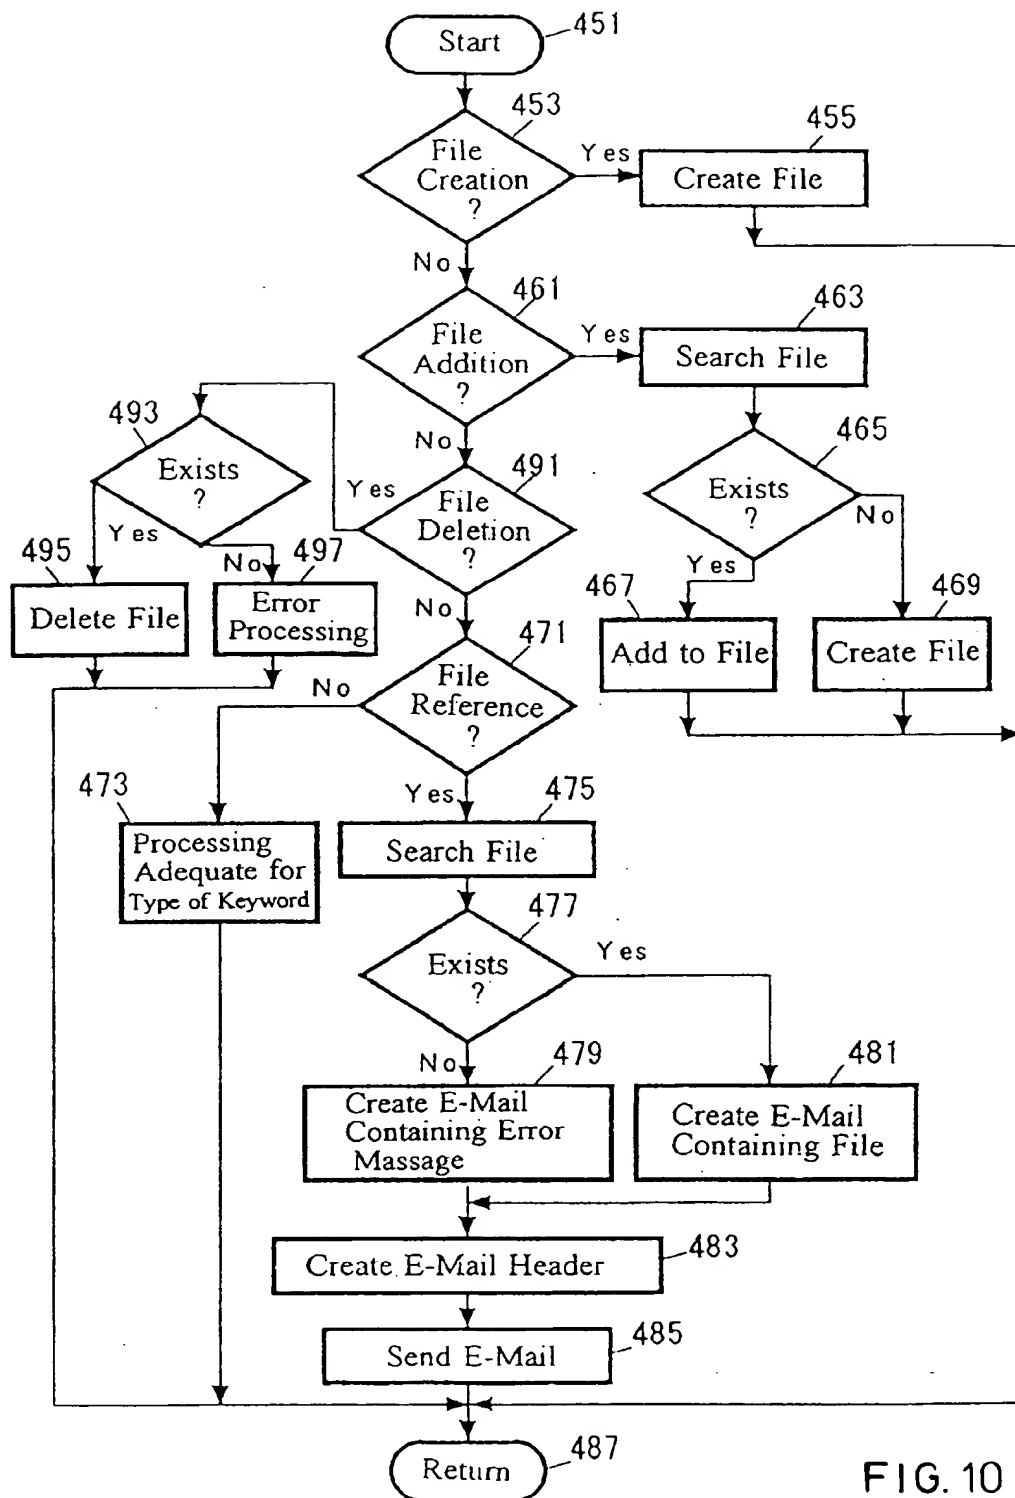 Start
451
453
File
Creation
?
Yes
455
Create File
No
461
File
Addition
?
Yes
463
Search File
No
493
Exists
?
Yes
No
491
File
Deletion
?
Yes
465
Exists
?
No
Yes
495
Delete File
497
Error
Processing
No
467
Add to File
469
Create File
471
File
Reference
?
No
473
Processing
Adequate for
Type of Keyword
Yes
475
Search File
477
Exists
?
Yes
No
479
Create E-Mail
Containing Error
Massage
481
Create E-Mail
Containing File
Create E-Mail Header
483
Send E-Mail
485
Return
487
FIG. 10